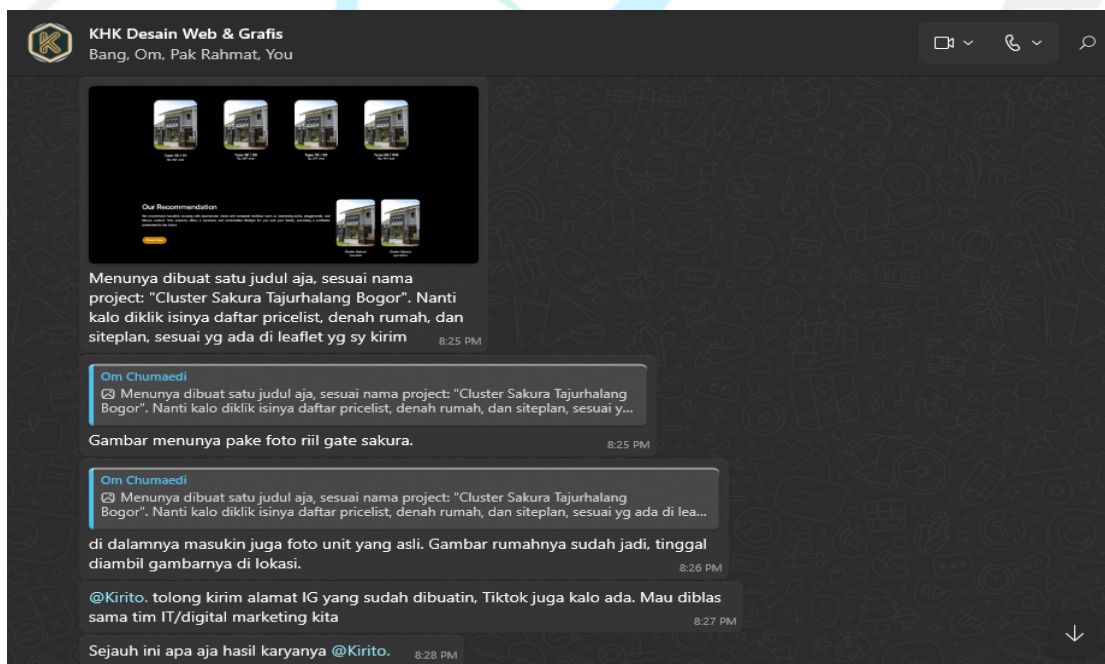 KHK Desain Web & Grafis
Bang, Om, Pak Rahmat, You
Our Recommendation
Menunya dibuat satu judul aja, sesuai nama
project: "Cluster Sakura Tajurhalang Bogor". Nanti
kalo diklik isinya daftar pricelist, denah rumah, dan
siteplan, sesuai yg ada di leaflet yg sy kirim
8:25 PM
Om Chumaedi
Menunya dibuat satu judul aja, sesuai nama project: "Cluster Sakura Tajurhalang
Bogor". Nanti kalo diklik isinya daftar pricelist, denah rumah, dan siteplan, sesuai y...
Gambar menunya pake foto riil gate sakura.
8:25 PM
Om Chumaedi
Menunya dibuat satu judul aja, sesuai nama project: "Cluster Sakura Tajurhalang
Bogor". Nanti kalo diklik isinya daftar pricelist, denah rumah, dan siteplan, sesuai yg ada di lea...
di dalamnya masukin juga foto unit yang asli. Gambar rumahnya sudah jadi, tinggal
diambil gambarnya di lokasi.
8:26 PM
@Kirito. tolong kirim alamat IG yang sudah dibuatin, Tiktok juga kalo ada. Mau diblas
sama tim IT/digital marketing kita
8:27 PM
Sejauh ini apa aja hasil karyanya @Kirito.
8:28 PM